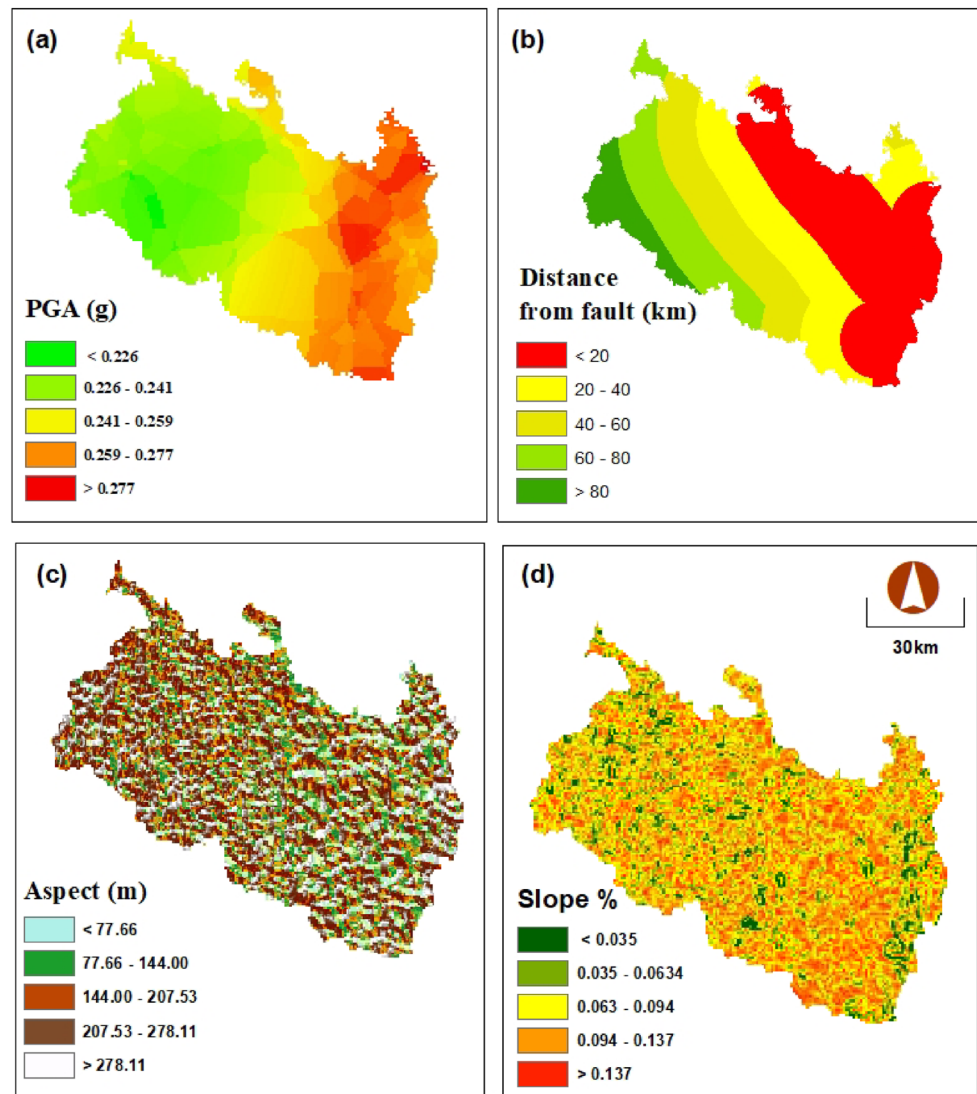 (a)
PGA (g)
< 0.226
0.226 - 0.241
0.241 - 0.259
0.259 - 0.277
> 0.277
(b)
Distance
from fault (km)
< 20
20 - 40
40 - 60
60 - 80
> 80
(c)
Aspect (m)
< 77.66
77.66 - 144.00
144.00 - 207.53
207.53 - 278.11
> 278.11
(d)
30km
Slope %
< 0.035
0.035 - 0.0634
0.063 - 0.094
0.094 - 0.137
> 0.137